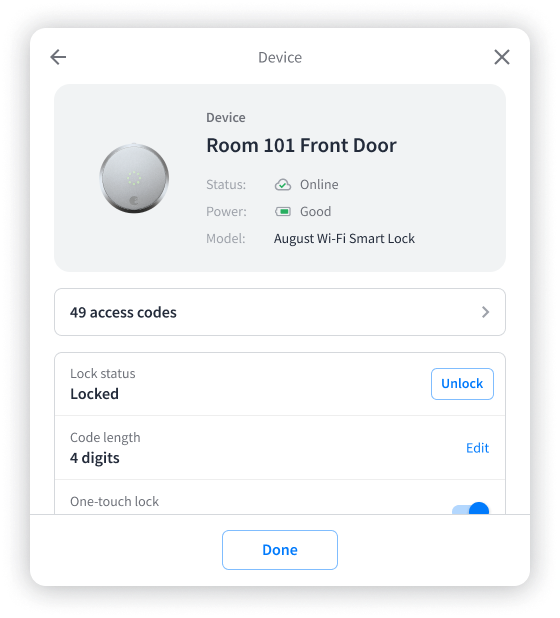 Device
Device
Room 101 Front Door
Status: Online
Power: Good
Model: August Wi-Fi Smart Lock
49 access codes
Lock status
Locked
Unlock
Code length
4 digits
Edit
One-touch lock
Done